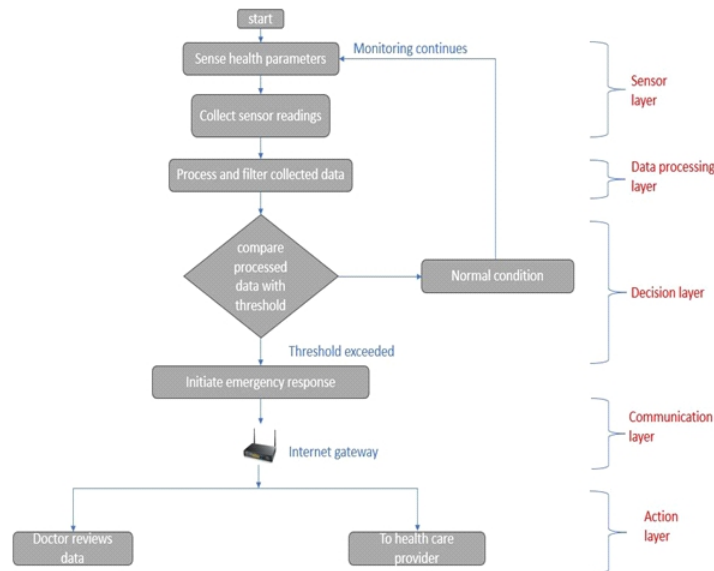 start
Sense health parameters
Monitoring continues
Sensor
layer
Collect sensor readings
Process and filter collected data
Data processing
layer
compare
processed
data with
threshold
Normal condition
Decision layer
Threshold exceeded
Initiate emergency response
Communication
layer
Internet gateway
Action
layer
Doctor reviews
data
To health care
provider